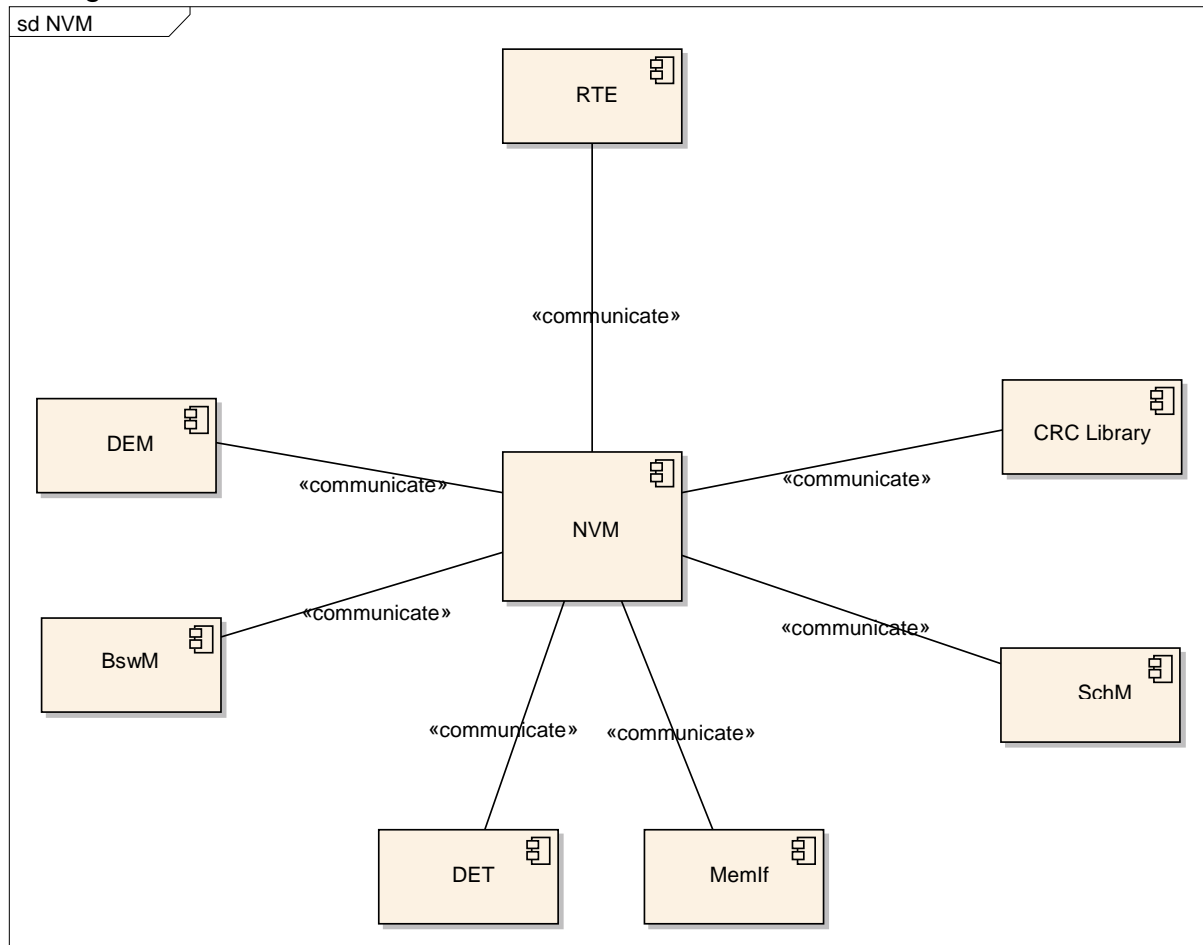 sd NVM
RTE
«communicate»
DEM
CRC Library
«communicate»
«communicate»
NVM
«communicate»
«communicate»
BswM
SchM
«communicate»
«communicate»
DET
MemIf